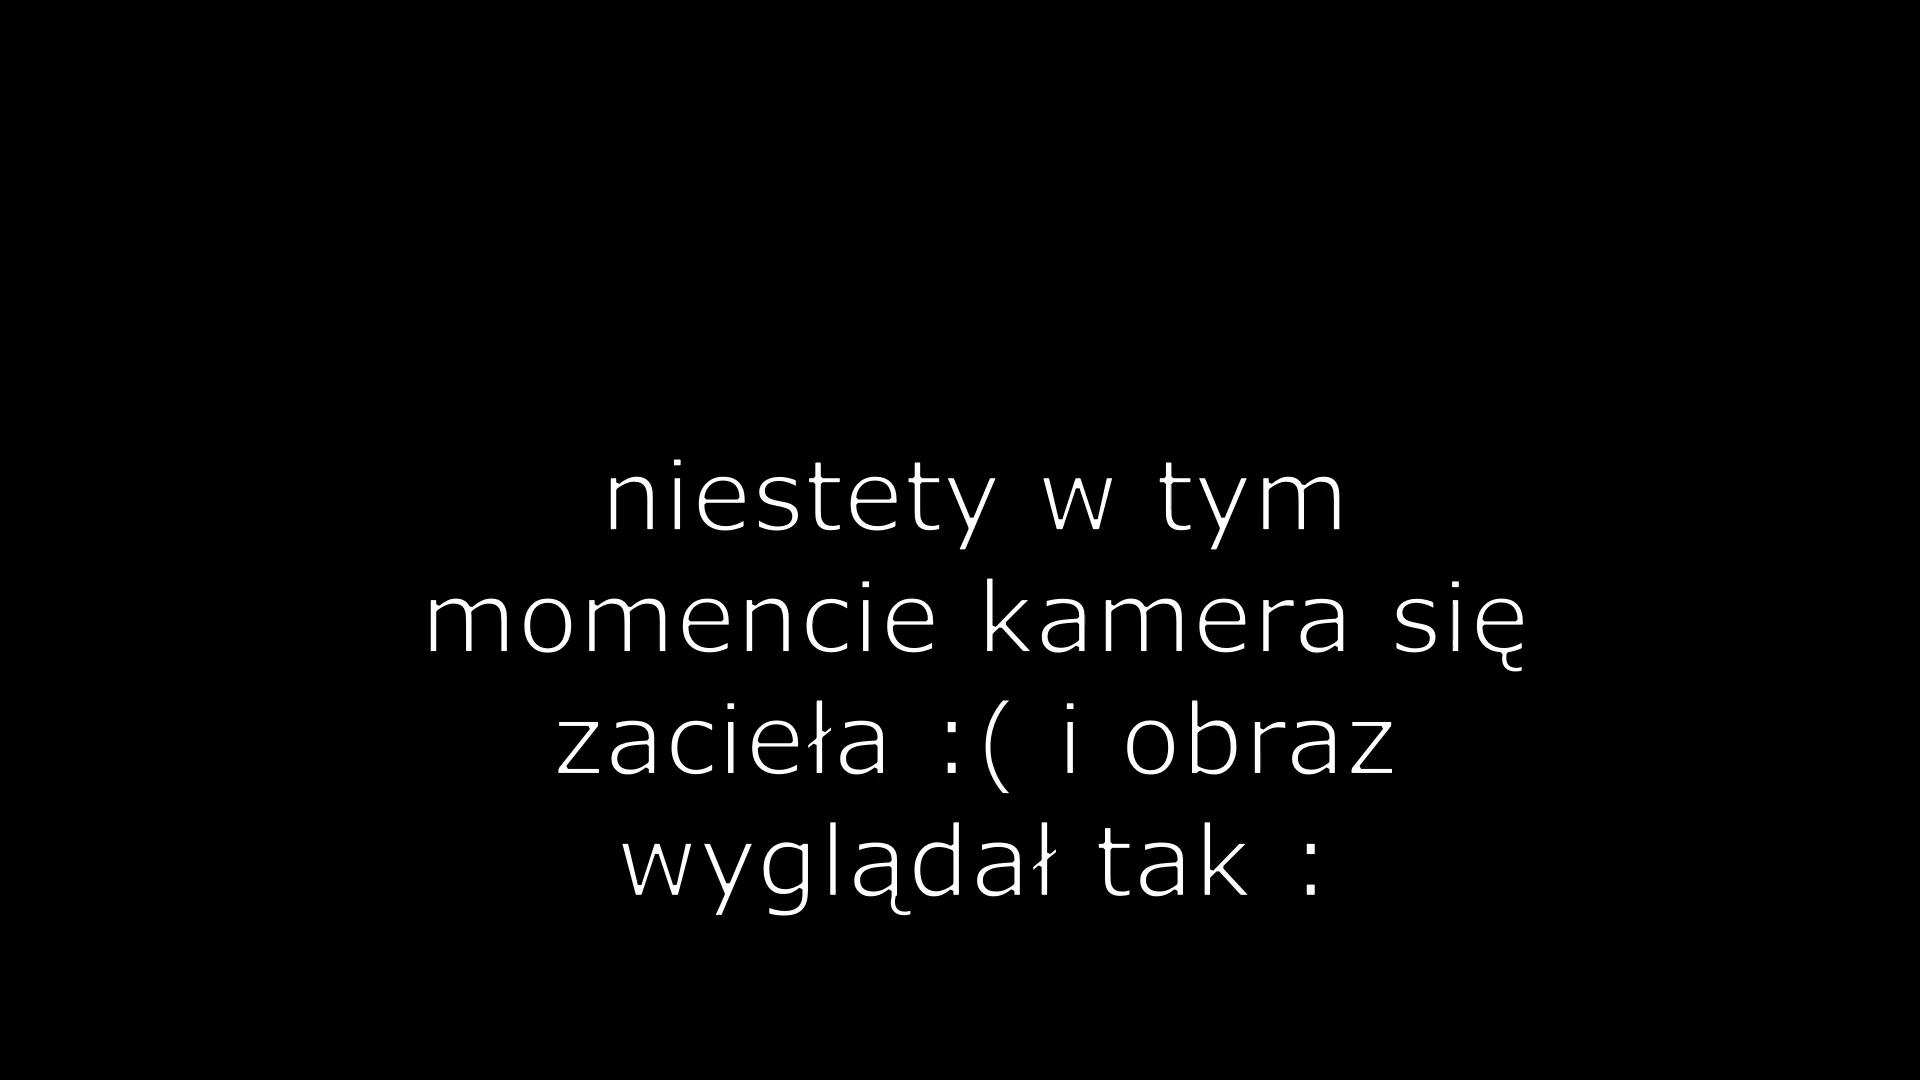 niestety w tym
momencie kamera się
zacieła :( i obraz
wyglądał tak :